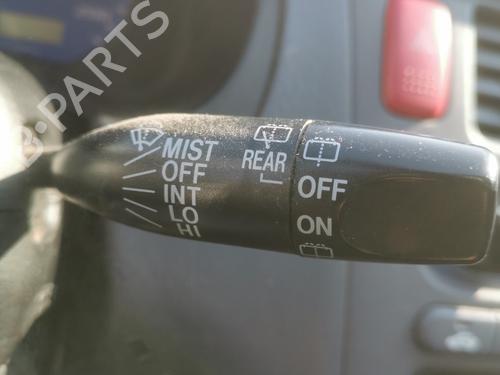 B-PARTS
MIST
OFF
INT
LO
HI
REAR
OFF
ON